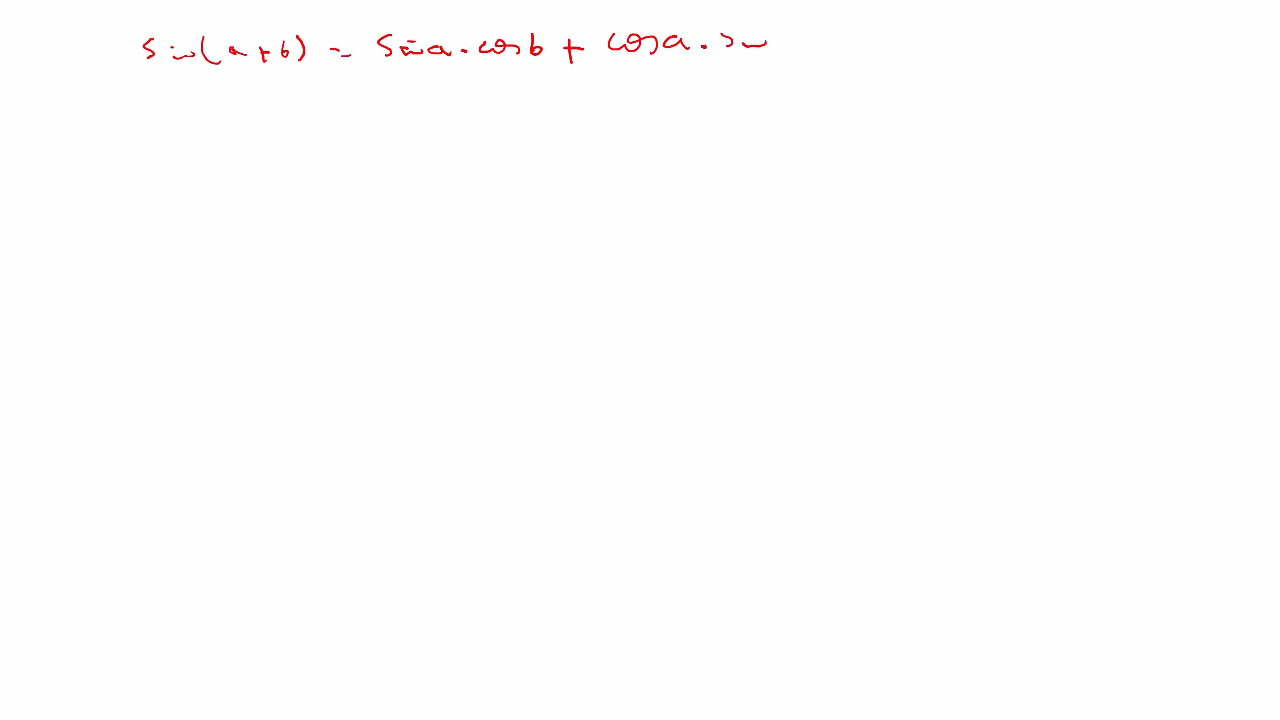 sin(a+b) = sina.cosb + cosa.sin